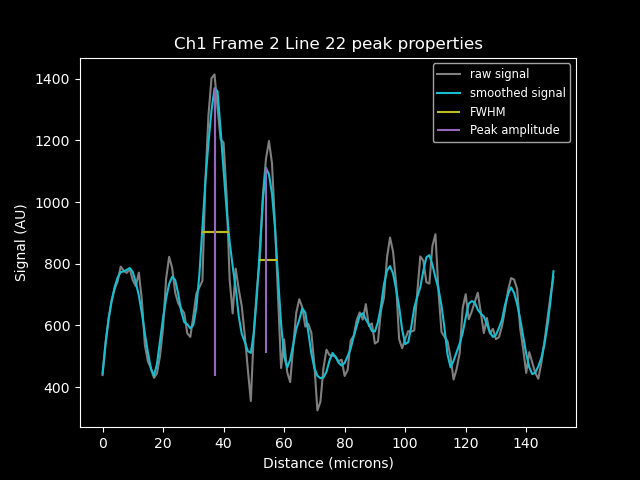 Ch1 Frame 2 Line 22 peak properties
raw signal
smoothed signal
FWHM
Peak amplitude
Signal (AU)
1400
1200
1000
800
600
400
0 20 40 60 80 100 120 140
Distance (microns)